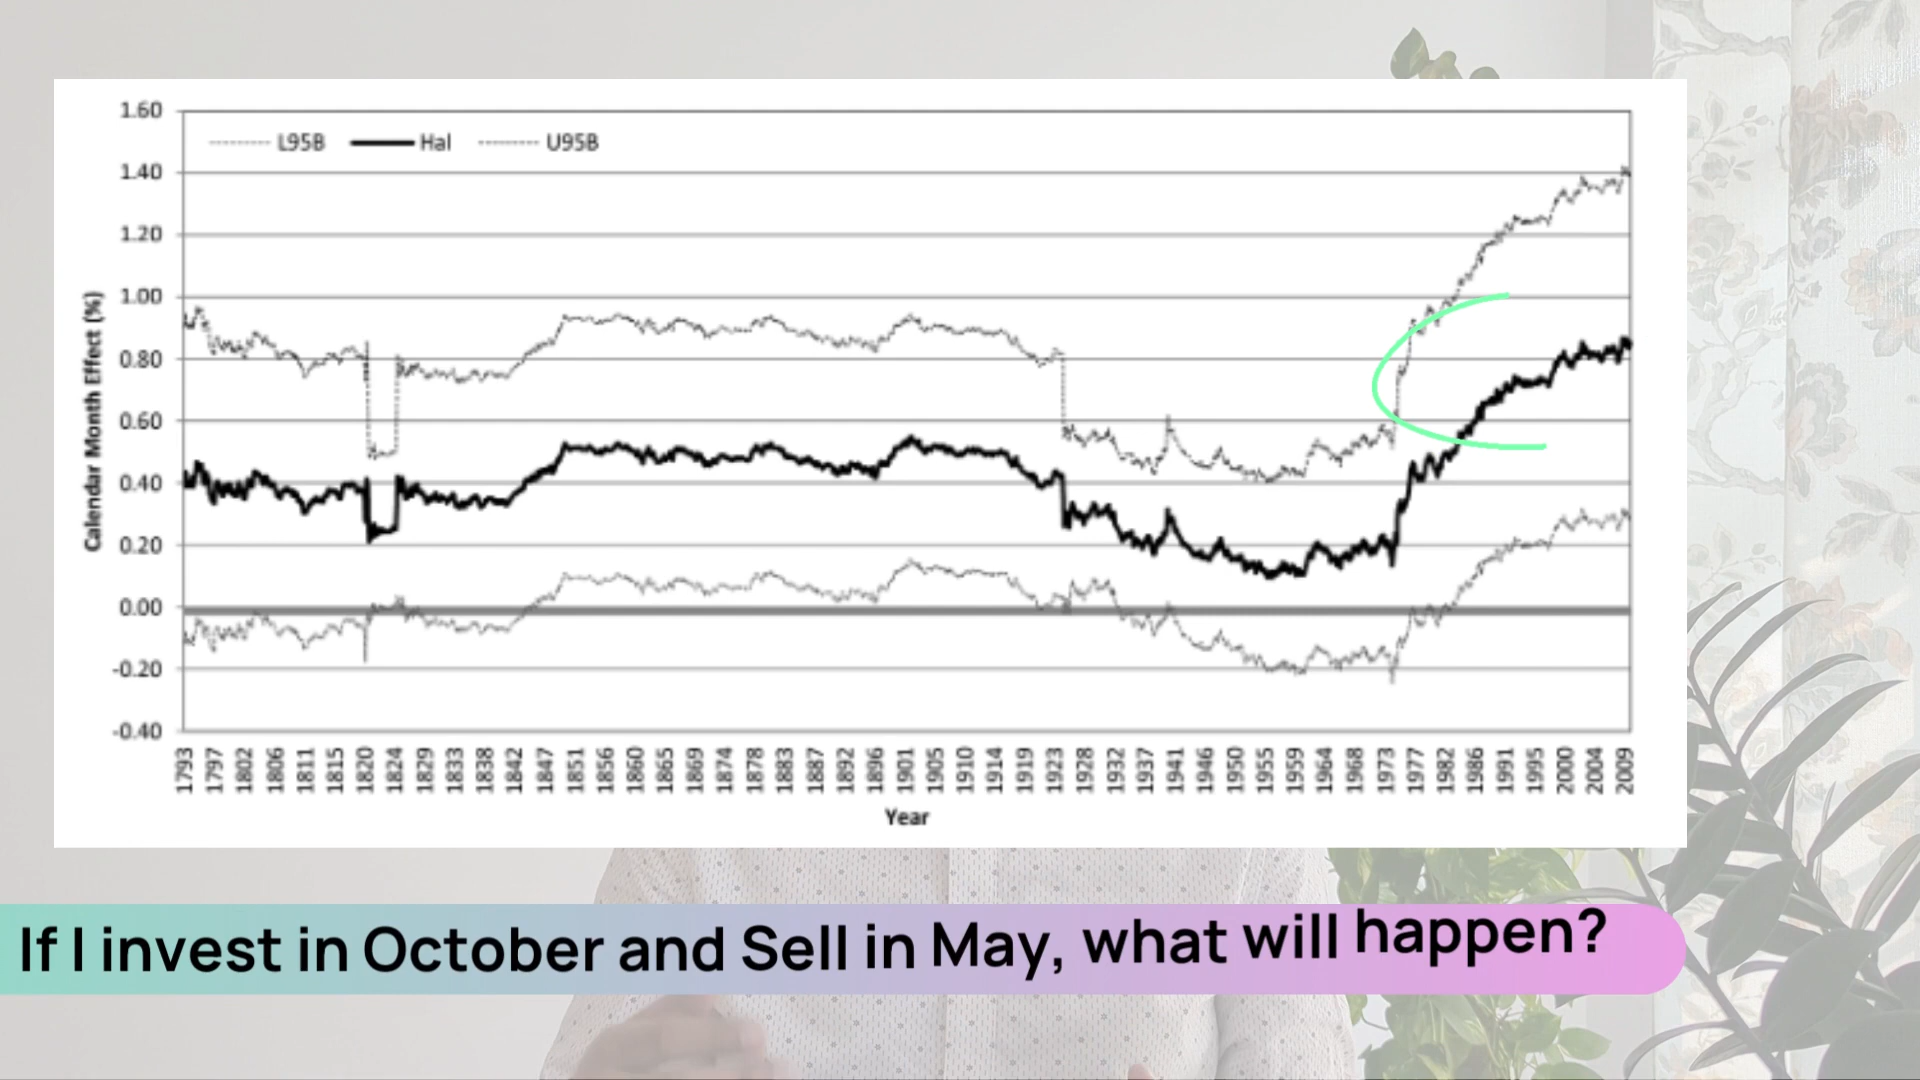 1.60
L95B Hal U95B
1.40
1.20
1.00
0.80
0.60
0.40
0.20
0.00
-0.20
-0.40
Calendar Month Effect (%)
1793 1797 1802 1806 1811 1815 1820 1824 1829 1833 1838 1842 1847 1851 1856 1860 1865 1869 1874 1878 1883 1887 1892 1896 1901 1905 1910 1914 1919 1923 1928 1932 1937 1941 1946 1950 1955 1959 1964 1968 1973 1977 1982 1986 1991 1995 2000 2004 2009
Year
If I invest in October and Sell in May, what will happen?